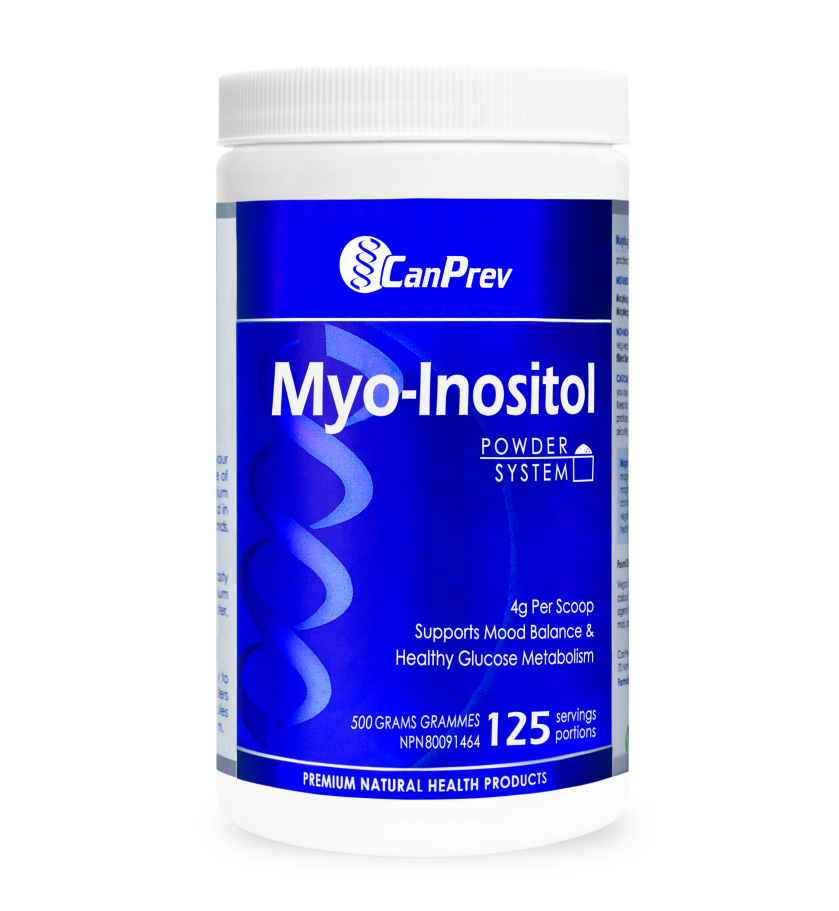 CanPrev
Myo-Inositol
POWDER
SYSTEM
4g Per Scoop
Supports Mood Balance &
Healthy Glucose Metabolism
500 GRAMS GRAMMES
NPN80091464
125
servings
portions
PREMIUM NATURAL HEALTH PRODUCTS